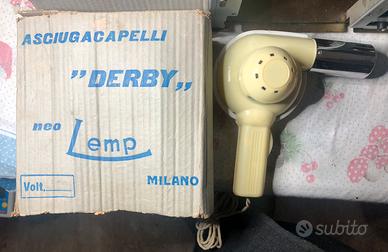 ASCIUGACAPELLI
"DERBY„
neo Lemp
Volt,
MILANO
subito